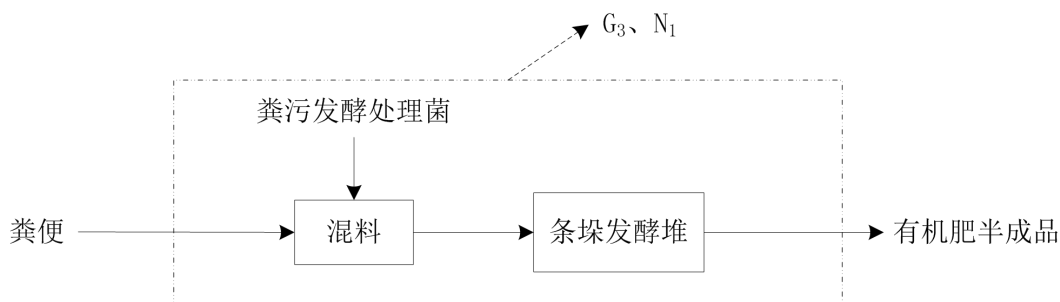 G₃、N₁
粪污发酵处理菌
粪便
混料
条垛发酵堆
有机肥半成品